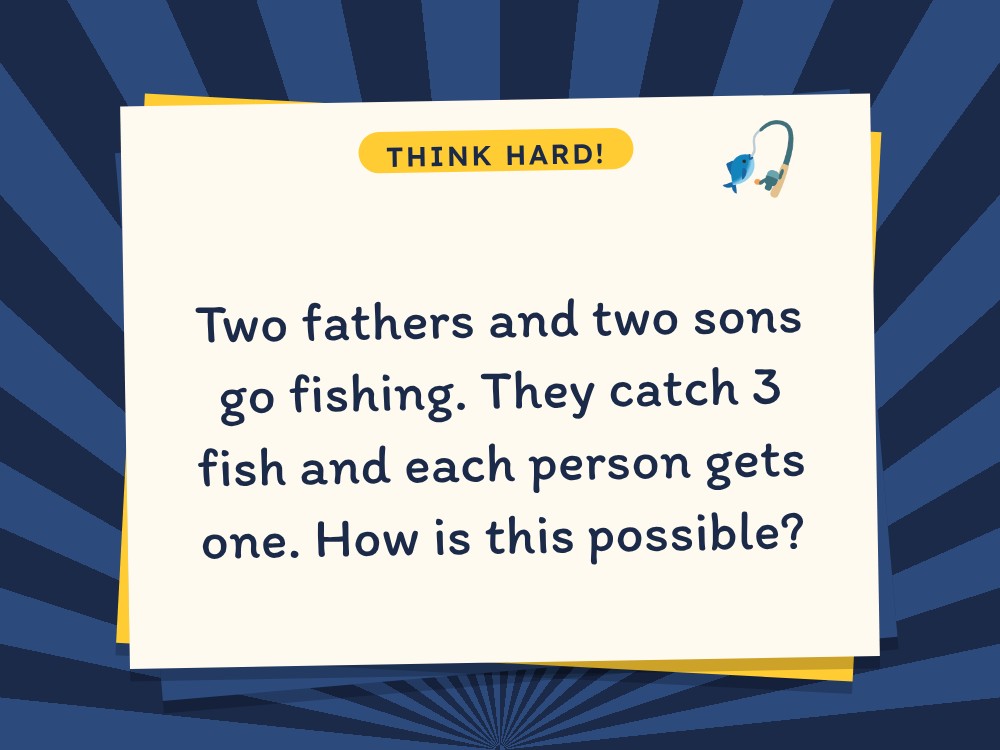 THINK HARD!
Two fathers and two sons
go fishing. They catch 3
fish and each person gets
one. How is this possible?